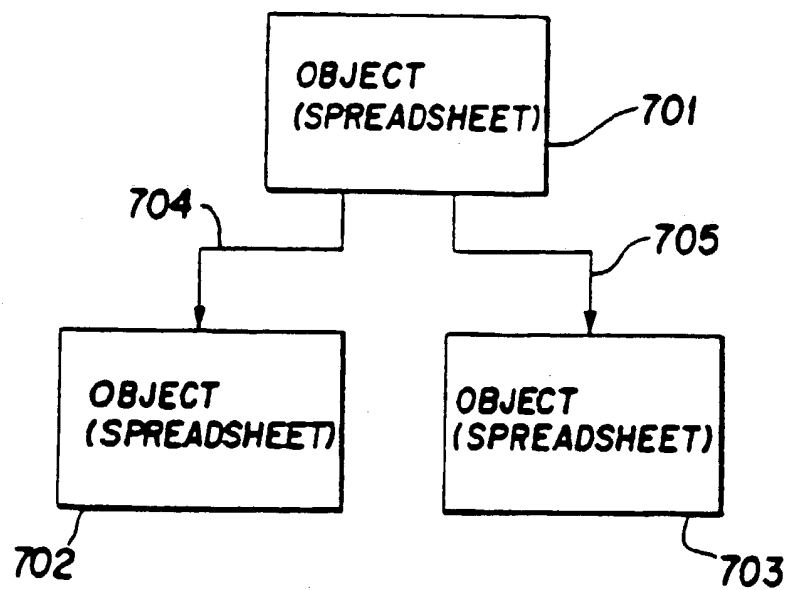 OBJECT
(SPREADSHEET)
701
704
705
OBJECT
(SPREADSHEET)
OBJECT
(SPREADSHEET)
702
703